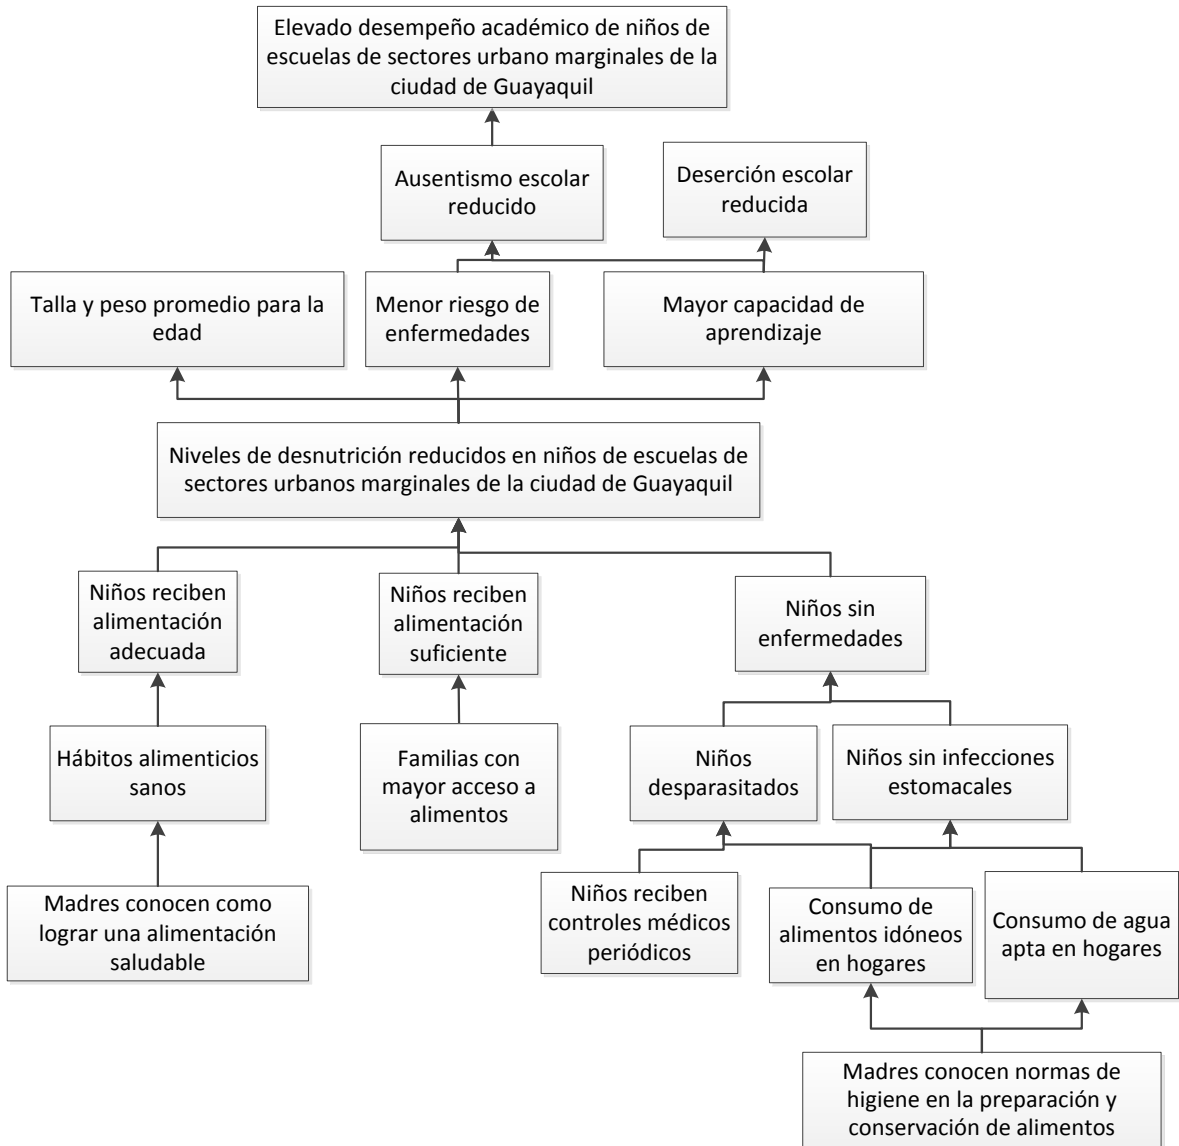 Elevado desempeño académico de niños de
escuelas de sectores urbano marginales de la
ciudad de Guayaquil
Ausentismo escolar
reducido
Deserción escolar
reducida
Talla y peso promedio para la
edad
Menor riesgo de
enfermedades
Mayor capacidad de
aprendizaje
Niveles de desnutrición reducidos en niños de escuelas de
sectores urbanos marginales de la ciudad de Guayaquil
Niños reciben
alimentación
adecuada
Niños reciben
alimentación
suficiente
Niños sin
enfermedades
Hábitos alimenticios
sanos
Familias con
mayor acceso a
alimentos
Niños
desparasitados
Niños sin infecciones
estomacales
Madres conocen como
lograr una alimentación
saludable
Niños reciben
controles médicos
periódicos
Consumo de
alimentos idóneos
en hogares
Consumo de agua
apta en hogares
Madres conocen normas de
higiene en la preparación y
conservación de alimentos